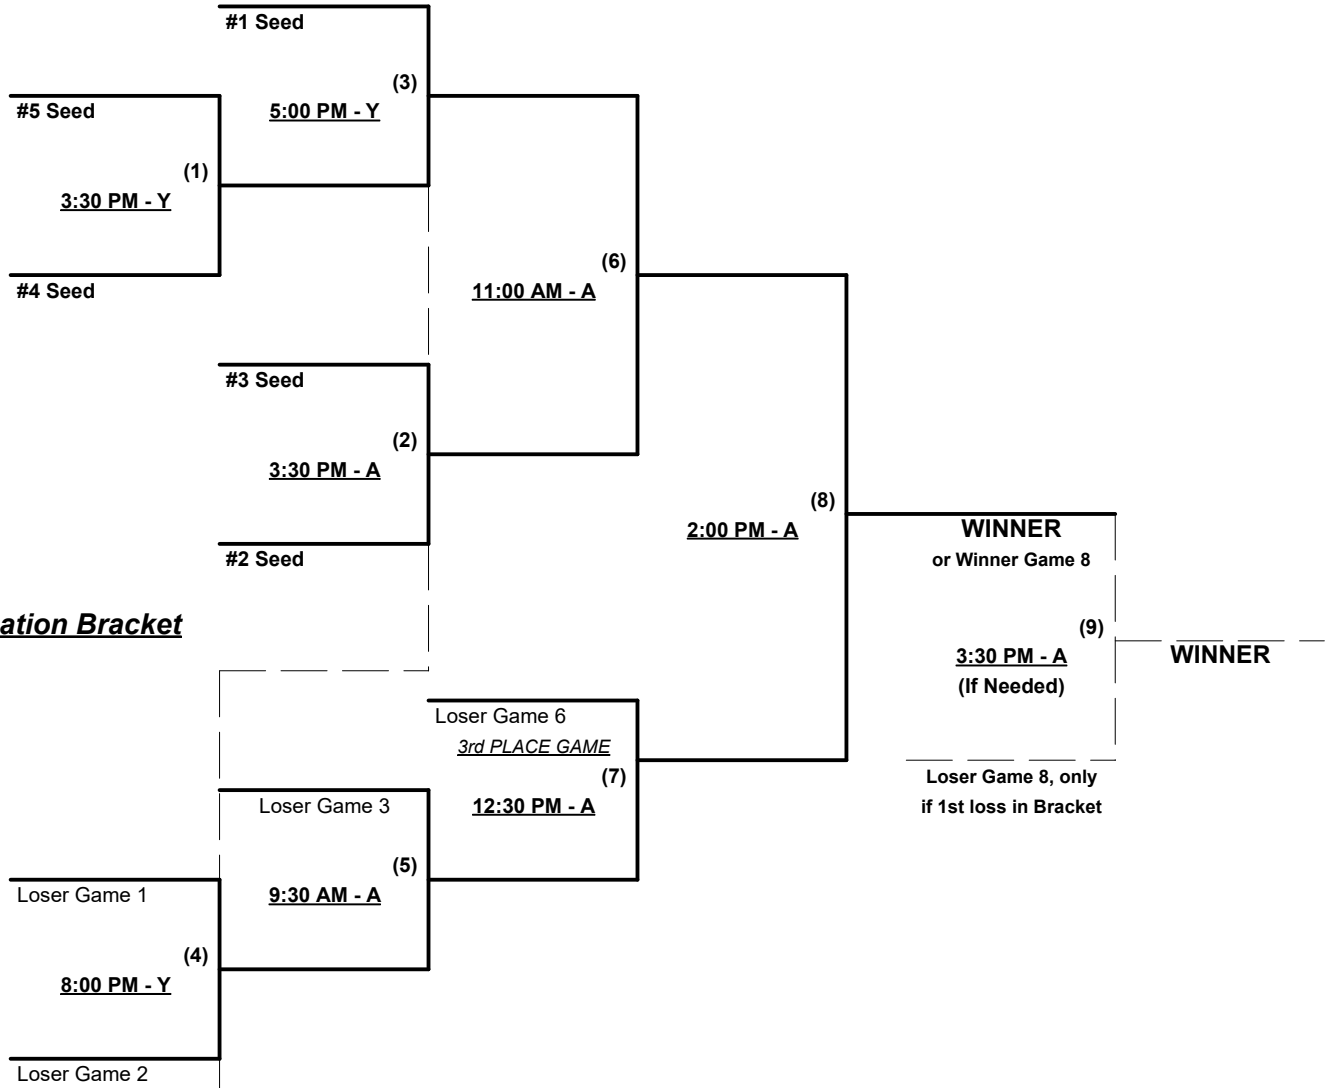 #1 Seed
(3)
5:00 PM - Y
#5 Seed
(1)
3:30 PM - Y
#4 Seed
(6)
11:00 AM - A
#3 Seed
(2)
3:30 PM - A
#2 Seed
(8)
2:00 PM - A
WINNER
or Winner Game 8
(9)
3:30 PM - A
(If Needed)
WINNER
Loser Game 8, only
if 1st loss in Bracket
ation Bracket
Loser Game 6
3rd PLACE GAME
(7)
12:30 PM - A
Loser Game 3
(5)
9:30 AM - A
Loser Game 1
(4)
8:00 PM - Y
Loser Game 2